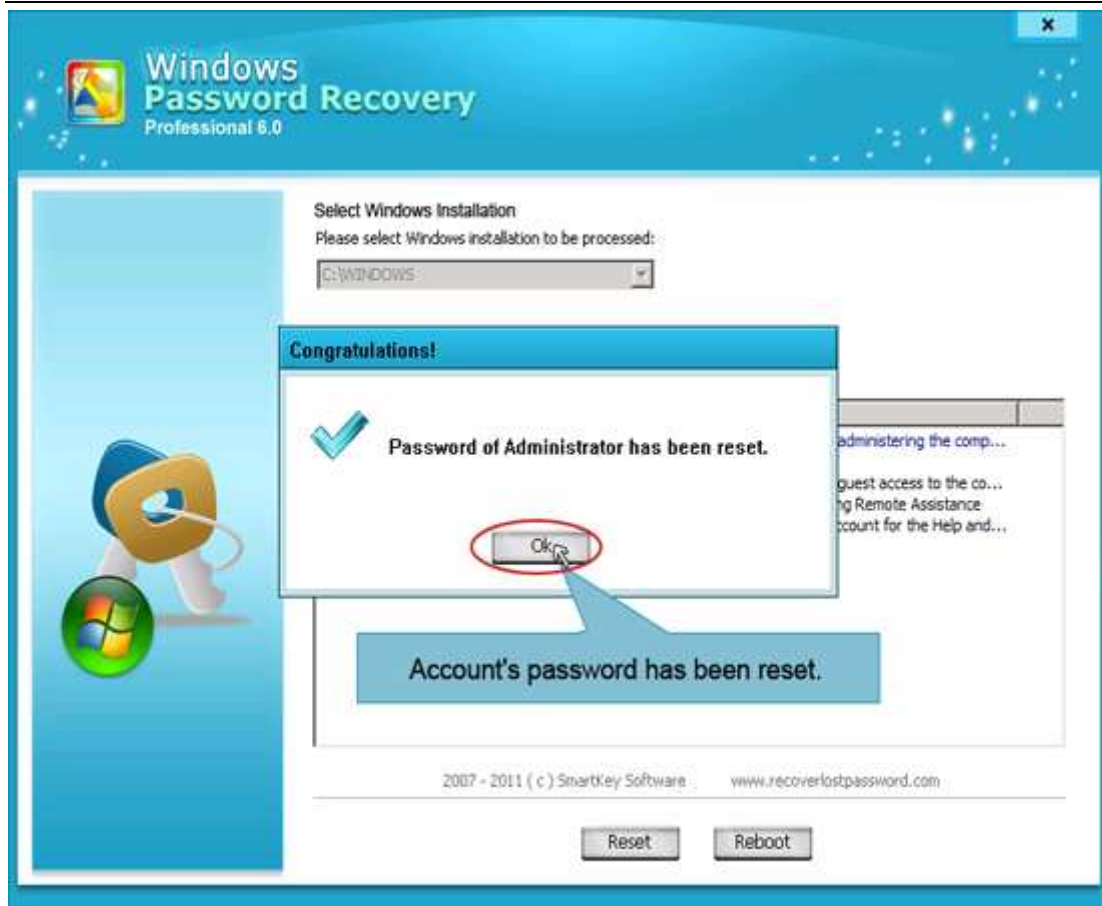 x
Windows
Password Recovery
Professional 6.0
Select Windows Installation
Please select Windows installation to be processed:
C:\WINDOWS
Congratulations!
Password of Administrator has been reset.
Ok
administering the comp...
guest access to the co...
Remote Assistance
for the Help and...
Account's password has been reset.
2007 - 2011 ( c ) SmartKey Software www.recoverlostpassword.com
Reset Reboot